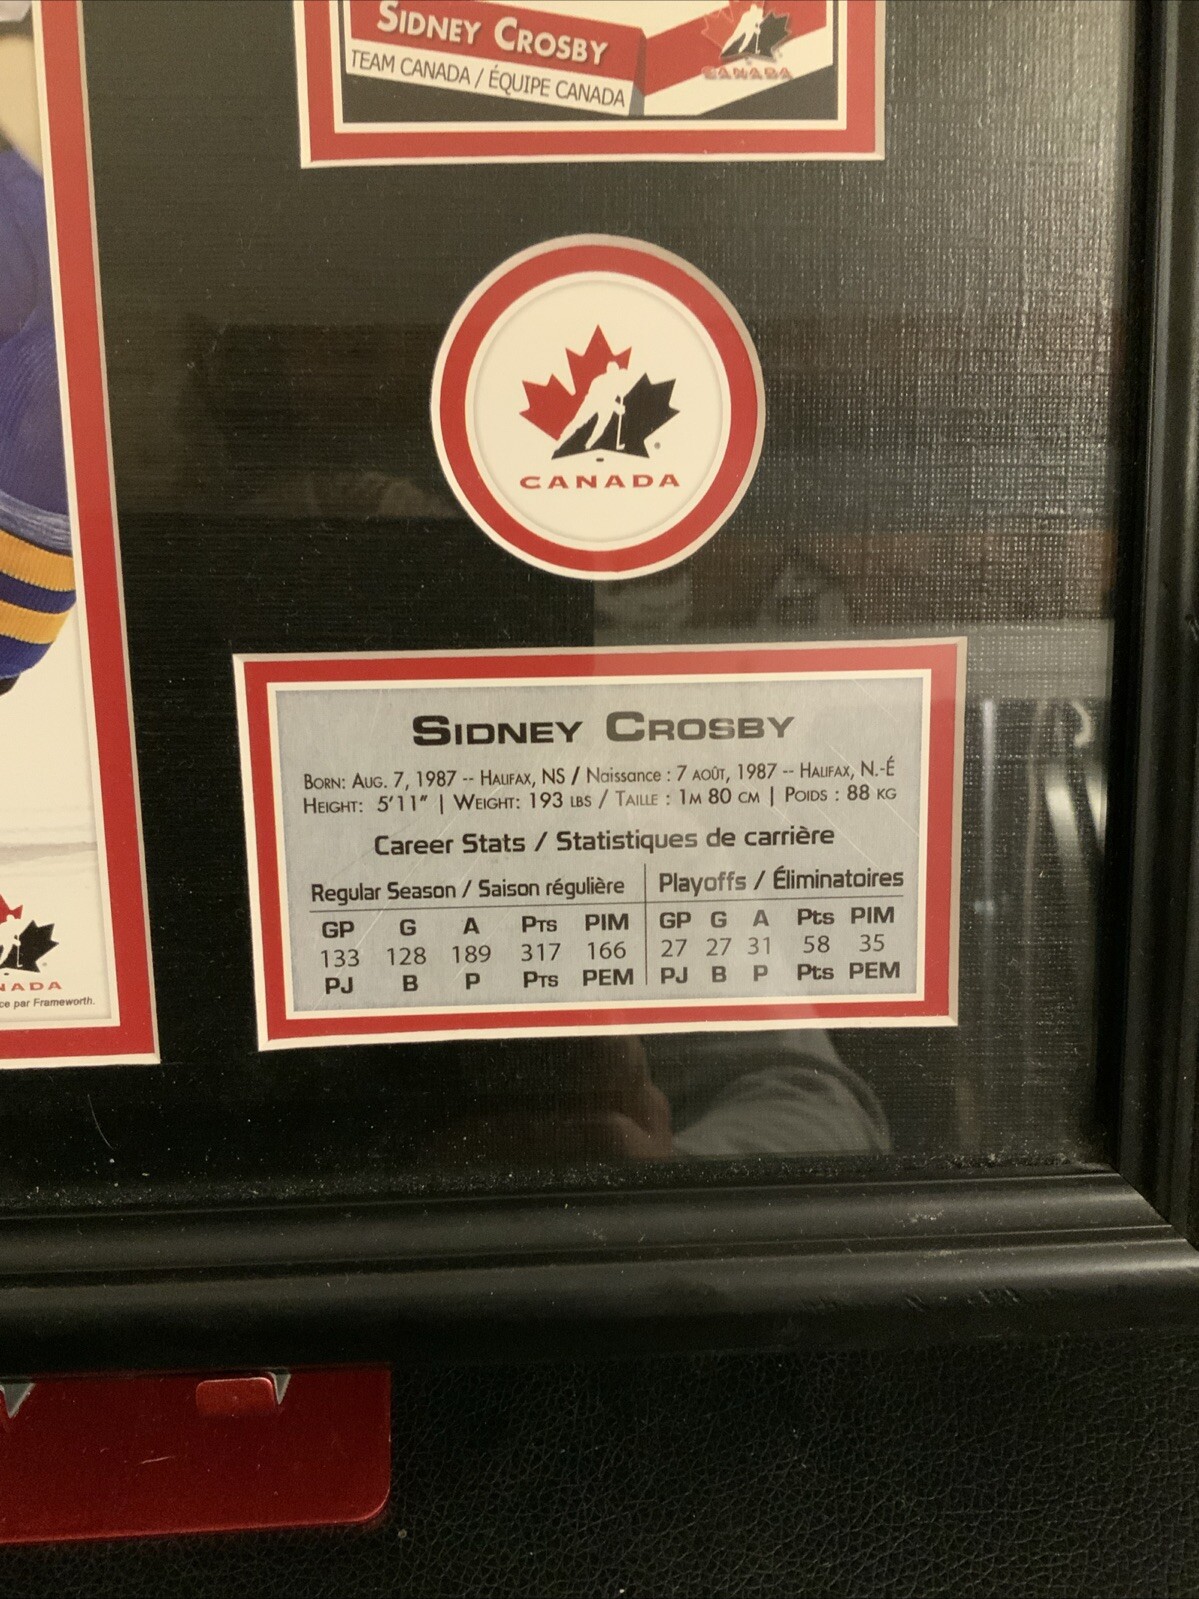 SIDNEY CROSBY
TEAM CANADA / ÉQUIPE CANADA
CANADA
CANADA
SIDNEY CROSBY
BORN: AUG. 7, 1987 -- HALIFAX, NS / Naissance : 7 AOÛT, 1987 -- HALIFAX, N.-É
HEIGHT: 5'11" | WEIGHT: 193 LBS / TAILLE : 1M 80 CM | POIDS : 88 KG
Career Stats / Statistiques de carrière
Regular Season / Saison régulière Playoffs / Éliminatoires
GP G A PTS PIM GP G A Pts PIM
133 128 189 317 166 27 27 31 58 35
PJ B P PTS PEM PJ B P Pts PEM
NADA
ce par Frameworth.